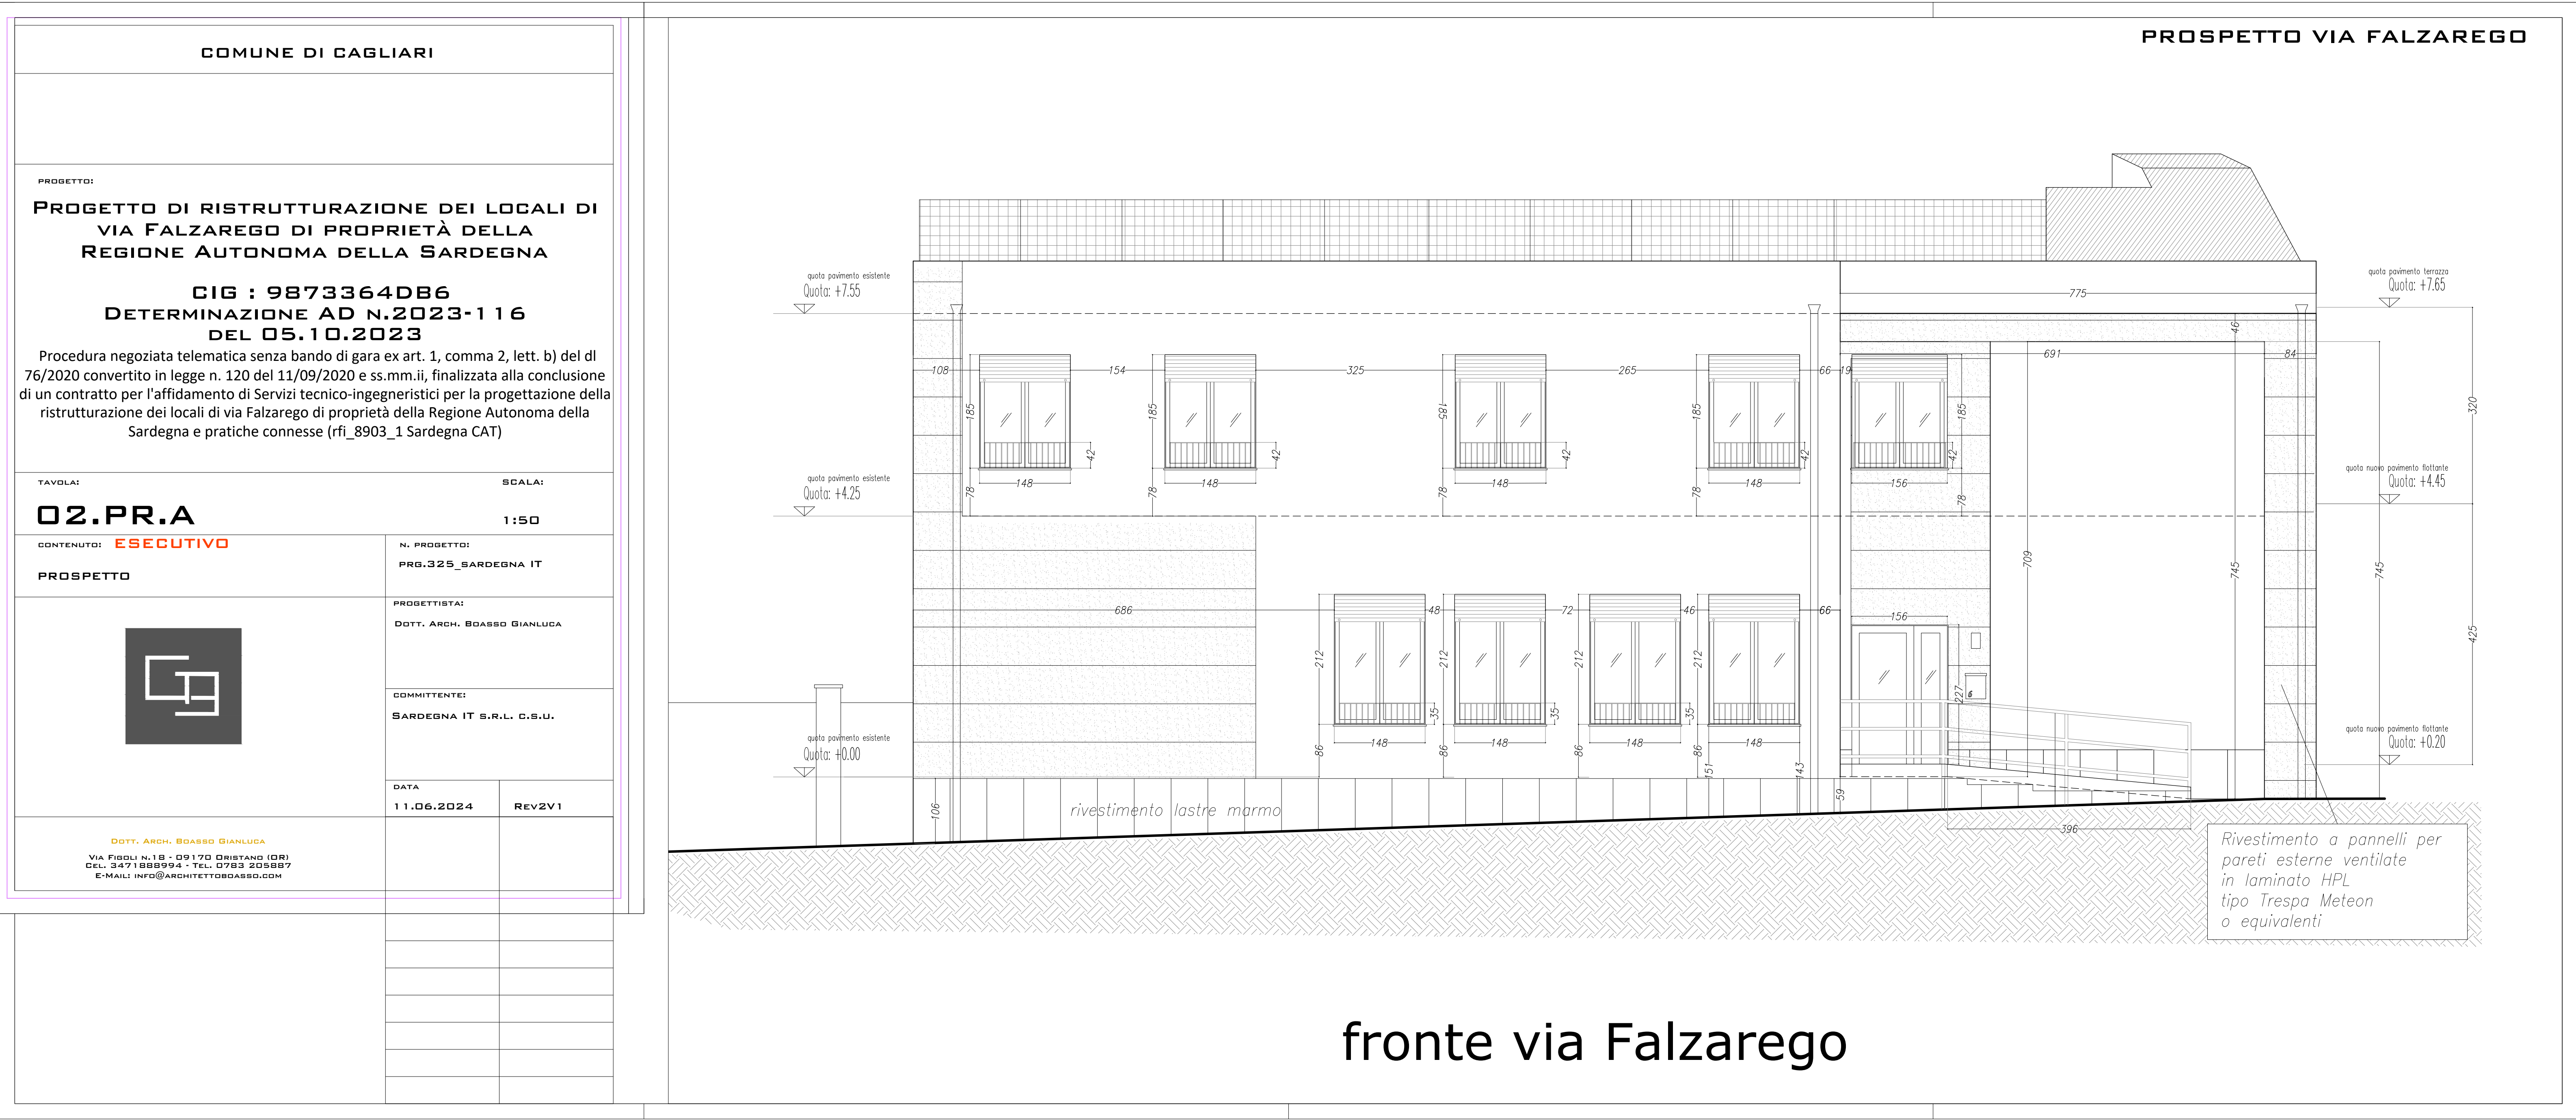 COMUNE DI CAGLIARI
PROGETTO:
PROGETTO DI RISTRUTTURAZIONE DEI LOCALI DI
VIA FALZAREGO DI PROPRIETÀ DELLA
REGIONE AUTONOMA DELLA SARDEGNA
CIG : 9873364DB6
DETERMINAZIONE AD N.2023-116
DEL 05.10.2023
Procedura negoziata telematica senza bando di gara ex art. 1, comma 2, lett. b) del dl
76/2020 convertito in legge n. 120 del 11/09/2020 e ss.mm.ii, finalizzata alla conclusione
di un contratto per l'affidamento di Servizi tecnico-ingegneristici per la progettazione della
ristrutturazione dei locali di via Falzarego di proprietà della Regione Autonoma della
Sardegna e pratiche connesse (rfi_8903_1 Sardegna CAT)
TAVOLA:
SCALA:
02.PR.A
1:50
CONTENUTO: ESECUTIVO
PROSPETTO
N. PROGETTO:
PRG.325_SARDEGNA IT
PROGETTISTA:
DOTT. ARCH. BOASSO GIANLUCA
COMMITTENTE:
SARDEGNA IT S.R.L. C.S.U.
DATA
11.06.2024
REV2V1
DOTT. ARCH. BOASSO GIANLUCA
VIA FIGOLI N.18 - 09170 ORISTANO (OR)
CEL. 3471888994 - TEL. 0783 205887
E-MAIL: INFO@ARCHITETTOBOASSO.COM
PROSPETTO VIA FALZAREGO
quota pavimento esistente
Quota: +7.55
quota pavimento terrazza
Quota: +7.65
775
46
691
84
108
154
325
265
66
19
185
185
185
185
185
42
42
42
42
42
148
148
148
148
156
78
78
78
78
78
320
quota pavimento esistente
Quota: +4.25
quota nuovo pavimento flottante
Quota: +4.45
709
745
745
425
686
48
72
46
66
156
212
212
212
212
227
6
35
35
35
148
148
148
148
86
86
86
86
quota pavimento esistente
Quota: +0.00
quota nuovo pavimento flottante
Quota: +0.20
151
143
59
106
rivestimento lastre marmo
396
Rivestimento a pannelli per
pareti esterne ventilate
in laminato HPL
tipo Trespa Meteon
o equivalenti
fronte via Falzarego